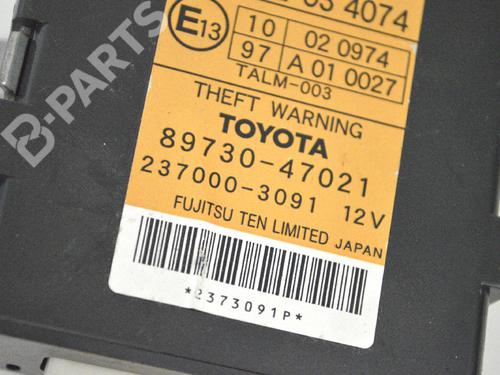 03 4074
E13
10 02 0974
97 A 01 0027
TALM-003
THEFT WARNING
TOYOTA
89730-47021
237000-3091 12V
FUJITSU TEN LIMITED JAPAN
*2373091P*
B-PARTS